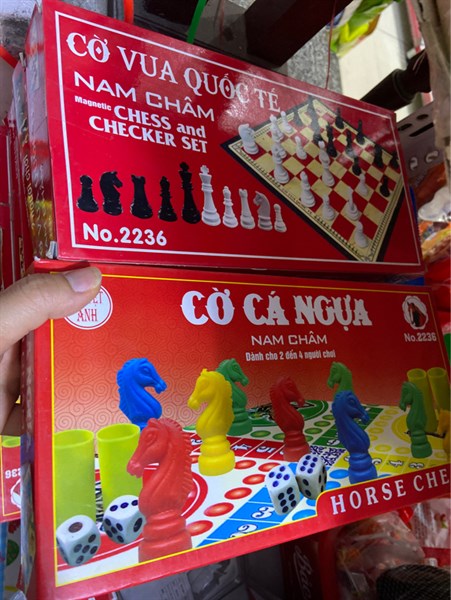 CỜ VUA QUỐC TẾ
NAM CHÂM
Magnetic CHESS and
CHECKER SET
No.2236
CỜ CÁ NGỰA
NAM CHÂM
Dành cho 2 đến 4 người chơi
ANH
No.2236
HORSE CHE